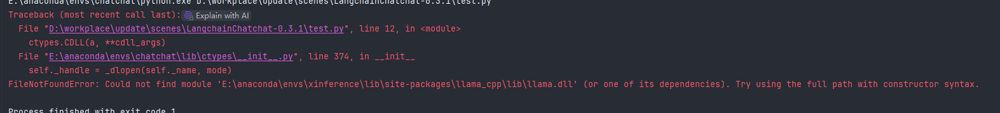 E:\anaconda\envs\chatchat\python.exe D:\workplace\update\scenes\LangchainChatchat-0.3.1\test.py
Traceback (most recent call last): Explain with AI
  File "D:\workplace\update\scenes\LangchainChatchat-0.3.1\test.py", line 12, in <module>
    ctypes.CDLL(a, **cdll_args)
  File "E:\anaconda\envs\chatchat\lib\ctypes\__init__.py", line 374, in __init__
    self._handle = _dlopen(self._name, mode)
FileNotFoundError: Could not find module 'E:\anaconda\envs\xinference\lib\site-packages\llama_cpp\lib\llama.dll' (or one of its dependencies). Try using the full path with constructor syntax.
Process finished with exit code 1